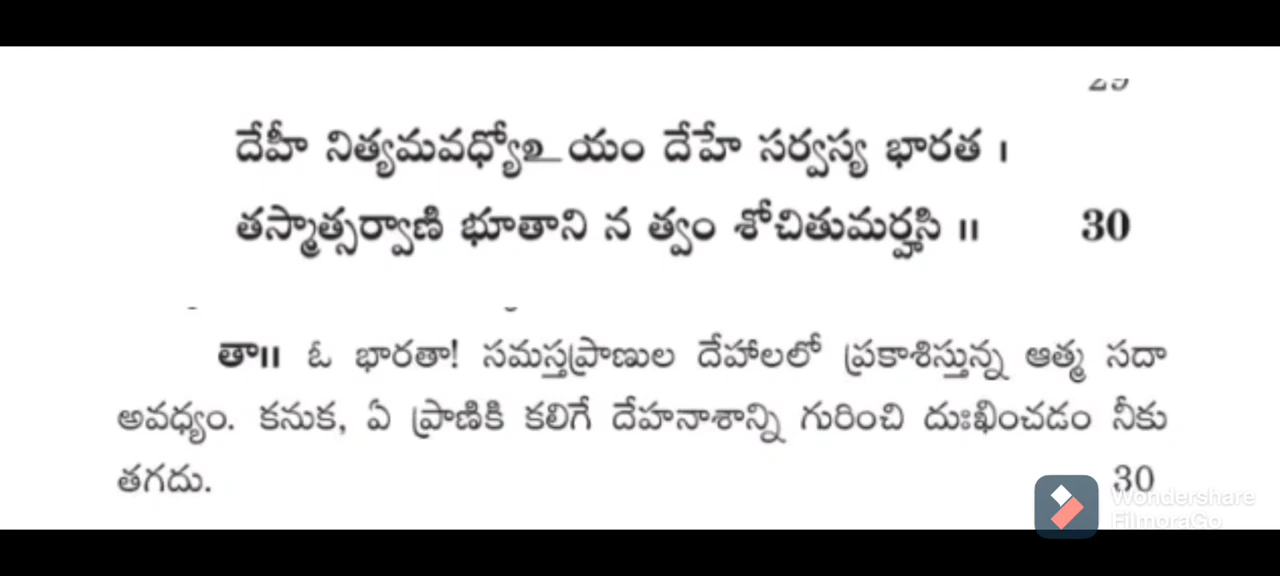 దేహీ నిత్యమవధ్యోఽయం దేహే సర్వస్య భారత ।
తస్మాత్సర్వాణి భూతాని న త్వం శోచితుమర్హసి ॥ 30
తా॥ ఓ భారతా! సమస్తప్రాణుల దేహాలలో ప్రకాశిస్తున్న ఆత్మ సదా
అవధ్యం. కనుక, ఏ ప్రాణికి కలిగే దేహనాశాన్ని గురించి దుఃఖించడం నీకు
తగదు. 30
Wondershare
FilmoraGo